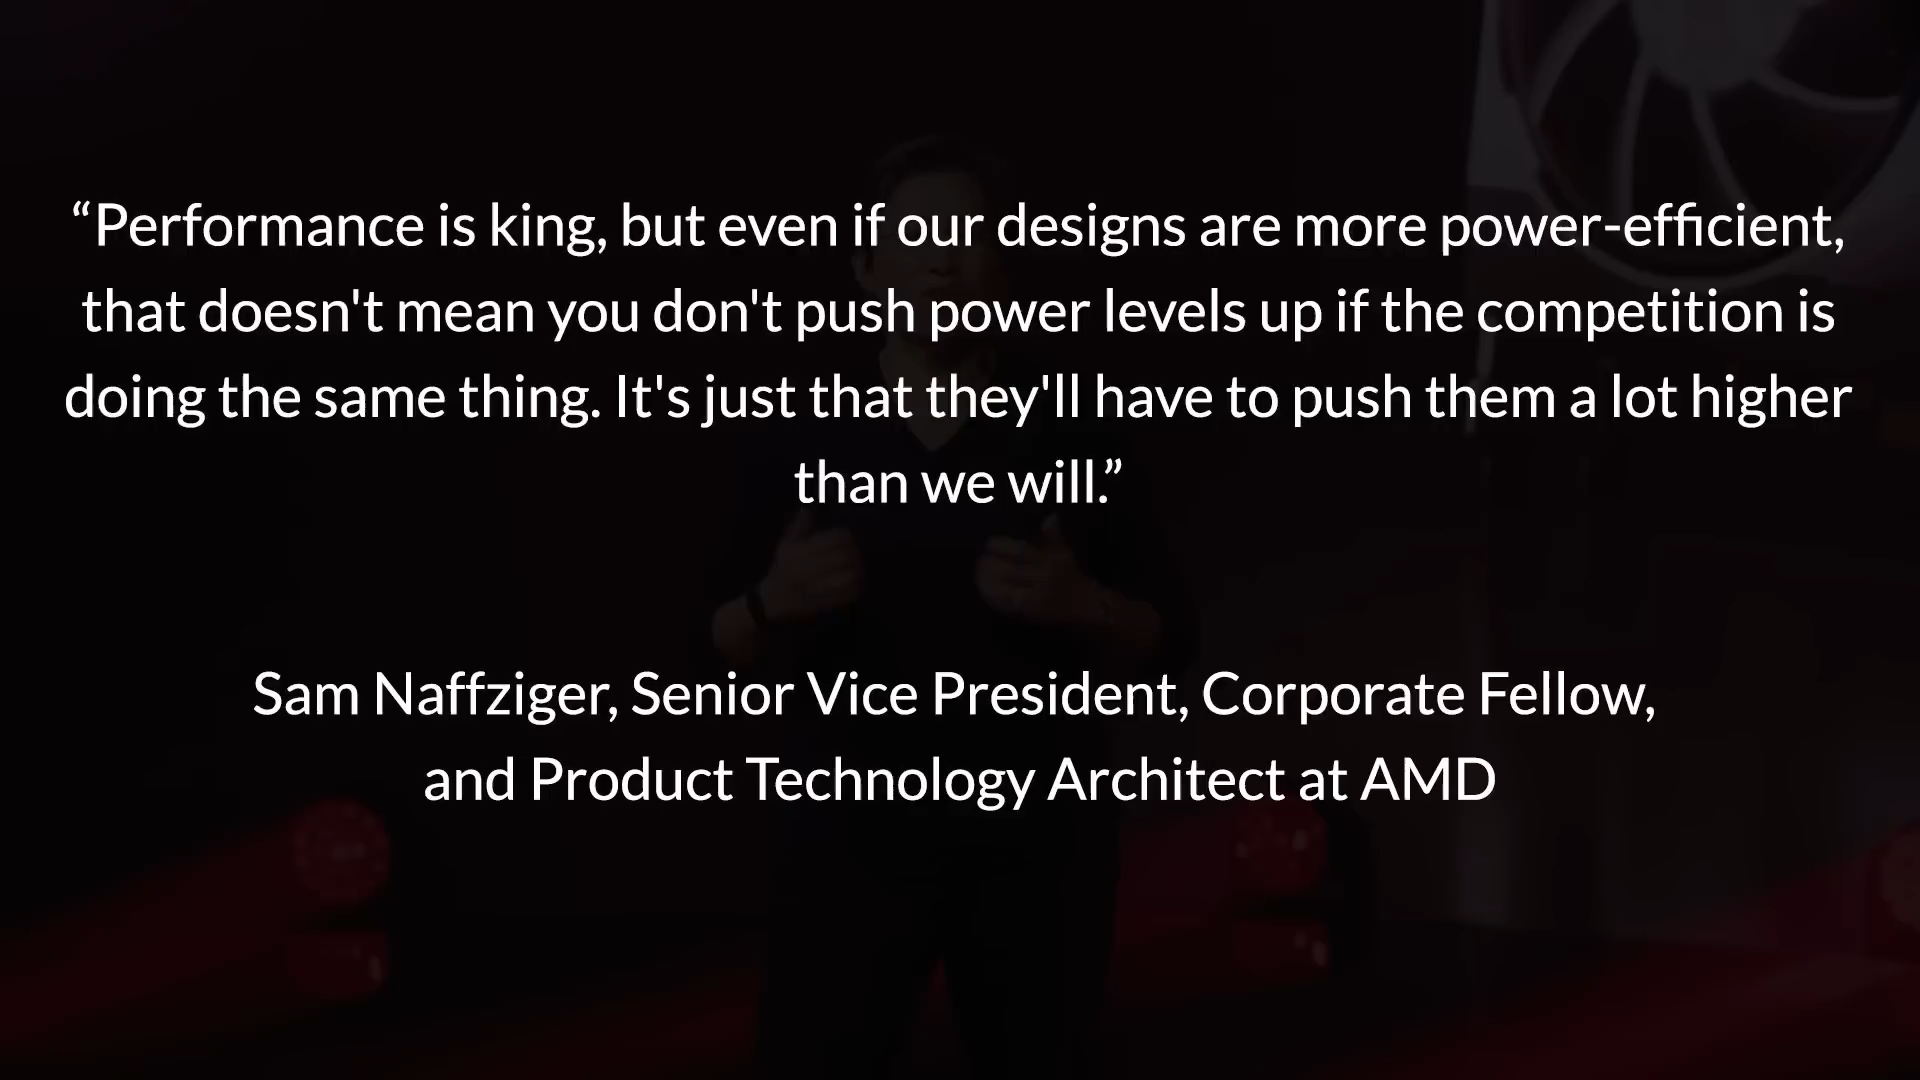 “Performance is king, but even if our designs are more power-efficient,
that doesn't mean you don't push power levels up if the competition is
doing the same thing. It's just that they'll have to push them a lot higher
than we will.”
Sam Naffziger, Senior Vice President, Corporate Fellow,
and Product Technology Architect at AMD